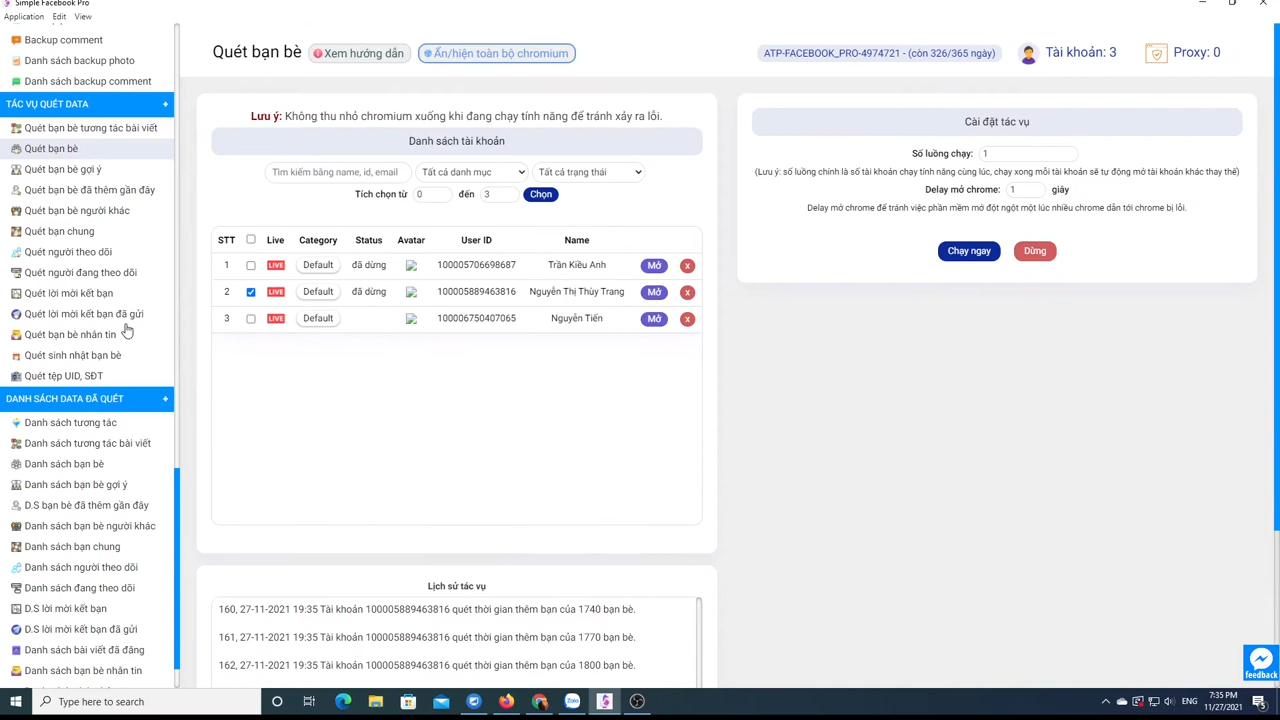 Simple Facebook Pro
Application Edit View
Backup comment
Danh sách backup photo
Danh sách backup comment
TÁC VỤ QUÉT DATA +
Quét bạn bè tương tác bài viết
Quét bạn bè
Quét bạn bè gợi ý
Quét bạn bè đã thêm gần đây
Quét bạn bè người khác
Quét bạn chung
Quét người theo dõi
Quét người đang theo dõi
Quét lời mời kết bạn
Quét lời mời kết bạn đã gửi
Quét bạn bè nhắn tin
Quét sinh nhật bạn bè
Quét tệp UID, SĐT
DANH SÁCH DATA ĐÃ QUÉT +
Danh sách tương tác
Danh sách tương tác bài viết
Danh sách bạn bè
Danh sách bạn bè gợi ý
D.S bạn bè đã thêm gần đây
Danh sách bạn bè người khác
Danh sách bạn chung
Danh sách người theo dõi
Danh sách đang theo dõi
D.S lời mời kết bạn
D.S lời mời kết bạn đã gửi
Danh sách bài viết đã đăng
Danh sách bạn bè nhắn tin
Quét bạn bè
Xem hướng dẫn
Ẩn/hiện toàn bộ chromium
ATP-FACEBOOK_PRO-4974721 - (còn 326/365 ngày)
Tài khoản: 3
Proxy: 0
Lưu ý: Không thu nhỏ chromium xuống khi đang chạy tính năng để tránh xảy ra lỗi.
Danh sách tài khoản
Tìm kiếm bằng name, id, email Tất cả danh mục Tất cả trạng thái
Tích chọn từ 0 đến 3 Chọn
STT Live Category Status Avatar User ID Name
1 LIVE Default đã dừng 100005706698687 Trần Kiều Anh Mở x
2 LIVE Default đã dừng 100005889463816 Nguyễn Thị Thùy Trang Mở x
3 LIVE Default 100006750407065 Nguyễn Tiến Mở x
Lịch sử tác vụ
160, 27-11-2021 19:35 Tài khoản 100005889463816 quét thời gian thêm bạn của 1740 bạn bè.
161, 27-11-2021 19:35 Tài khoản 100005889463816 quét thời gian thêm bạn của 1770 bạn bè.
162, 27-11-2021 19:35 Tài khoản 100005889463816 quét thời gian thêm bạn của 1800 bạn bè.
Cài đặt tác vụ
Số luồng chạy: 1
(Lưu ý: số luồng chính là số tài khoản chạy tính năng cùng lúc, chạy xong mỗi tài khoản sẽ tự động mở tài khoản khác thay thế)
Delay mở chrome: 1 giây
Delay mở chrome để tránh việc phần mềm mở đột ngột một lúc nhiều chrome dẫn tới chrome bị lỗi.
Chạy ngay Dừng
feedback
Type here to search
Zalo
ENG
7:35 PM
11/27/2021